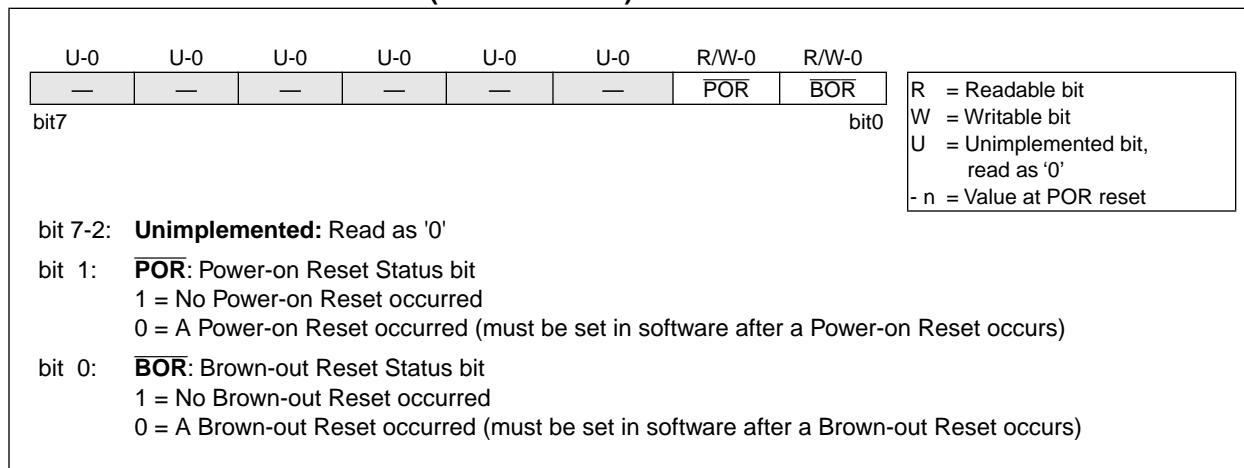 U-0 U-0 U-0 U-0 U-0 U-0 R/W-0 R/W-0
— — — — — — P̅O̅R̅ B̅O̅R̅
bit7 bit0
R = Readable bit
W = Writable bit
U = Unimplemented bit,
read as ‘0’
- n = Value at POR reset
bit 7-2: Unimplemented: Read as '0'
bit 1: P̅O̅R̅: Power-on Reset Status bit
1 = No Power-on Reset occurred
0 = A Power-on Reset occurred (must be set in software after a Power-on Reset occurs)
bit 0: B̅O̅R̅: Brown-out Reset Status bit
1 = No Brown-out Reset occurred
0 = A Brown-out Reset occurred (must be set in software after a Brown-out Reset occurs)